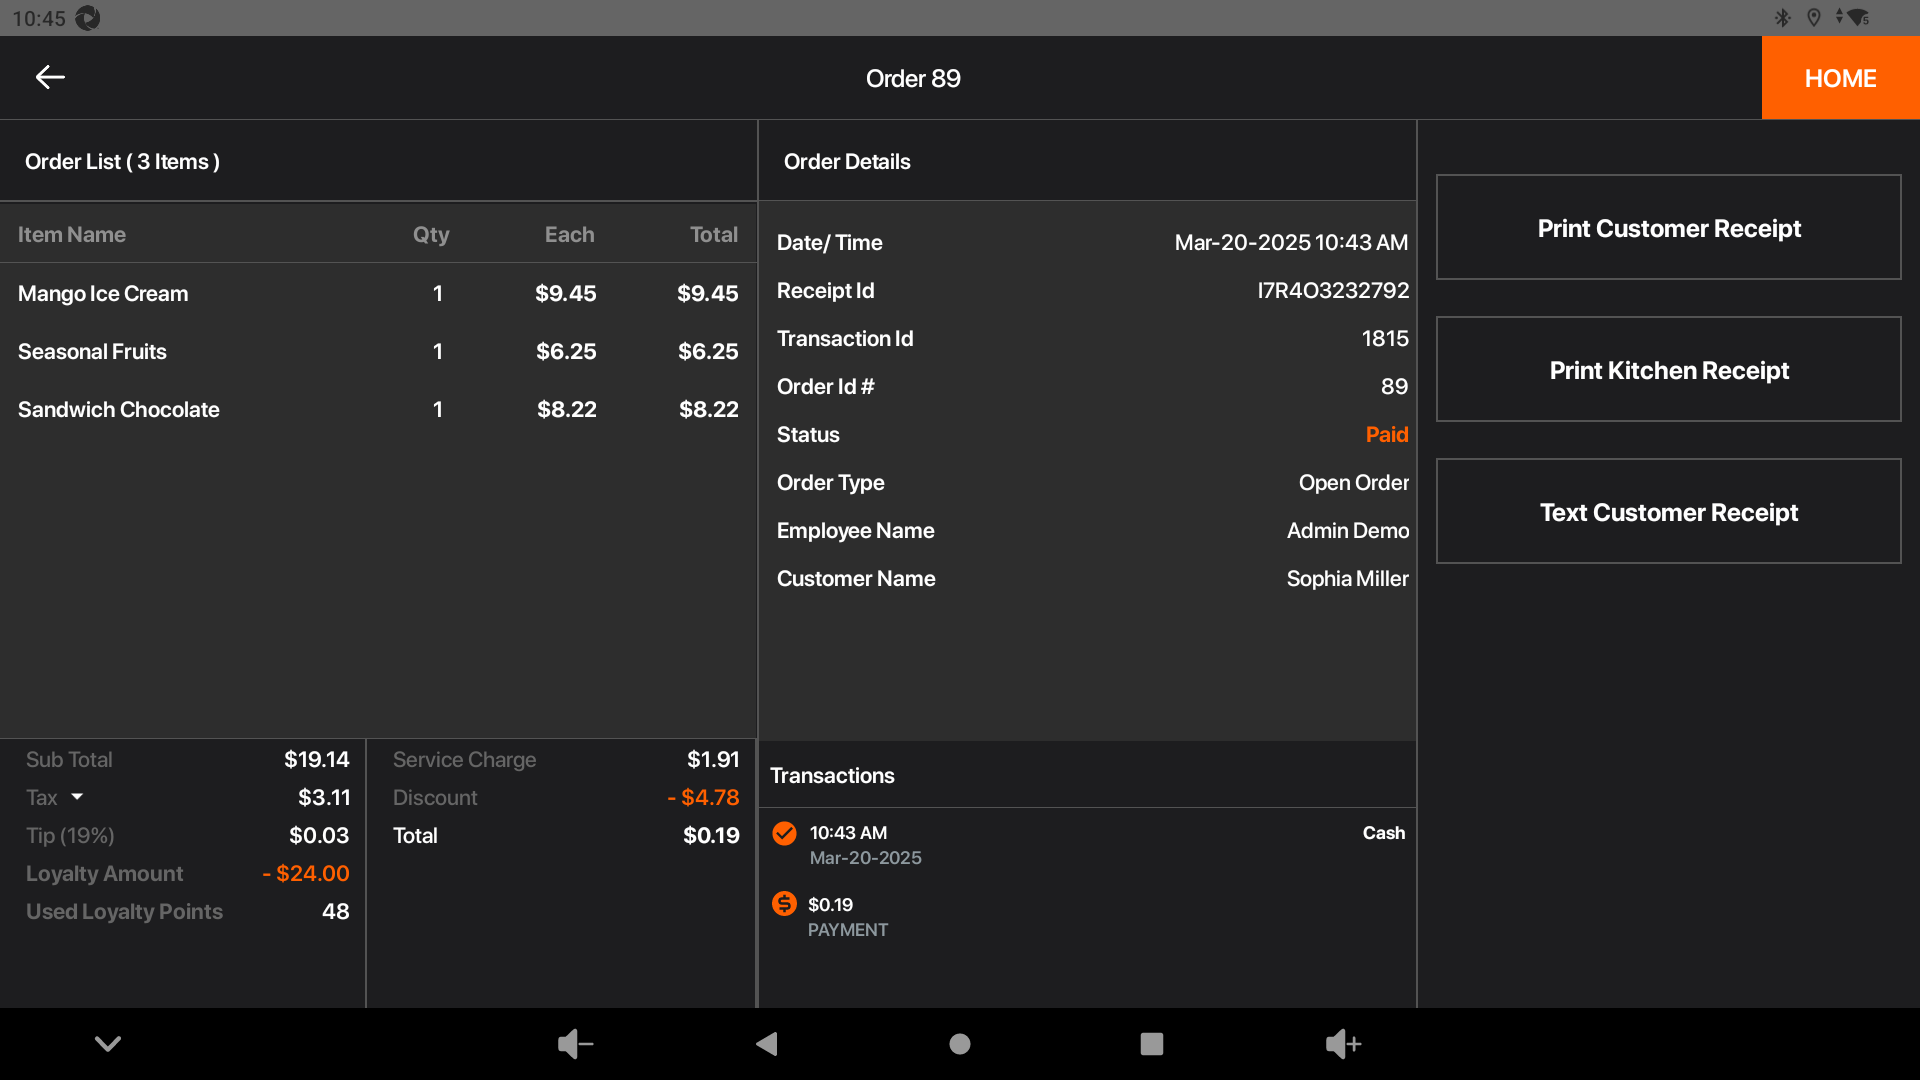 10:45
Order 89
HOME
Order List ( 3 Items )
Item Name Qty Each Total
Mango Ice Cream 1 $9.45 $9.45
Seasonal Fruits 1 $6.25 $6.25
Sandwich Chocolate 1 $8.22 $8.22
Sub Total $19.14
Tax $3.11
Tip (19%) $0.03
Loyalty Amount - $24.00
Used Loyalty Points 48
Service Charge $1.91
Discount - $4.78
Total $0.19
Order Details
Date/ Time Mar-20-2025 10:43 AM
Receipt Id I7R4O3232792
Transaction Id 1815
Order Id # 89
Status Paid
Order Type Open Order
Employee Name Admin Demo
Customer Name Sophia Miller
Transactions
10:43 AM Cash
Mar-20-2025
$0.19
PAYMENT
Print Customer Receipt
Print Kitchen Receipt
Text Customer Receipt